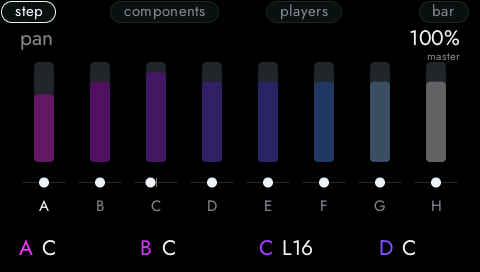 step components players bar
pan 100%
master
A B C D E F G H
A C B C C L16 D C